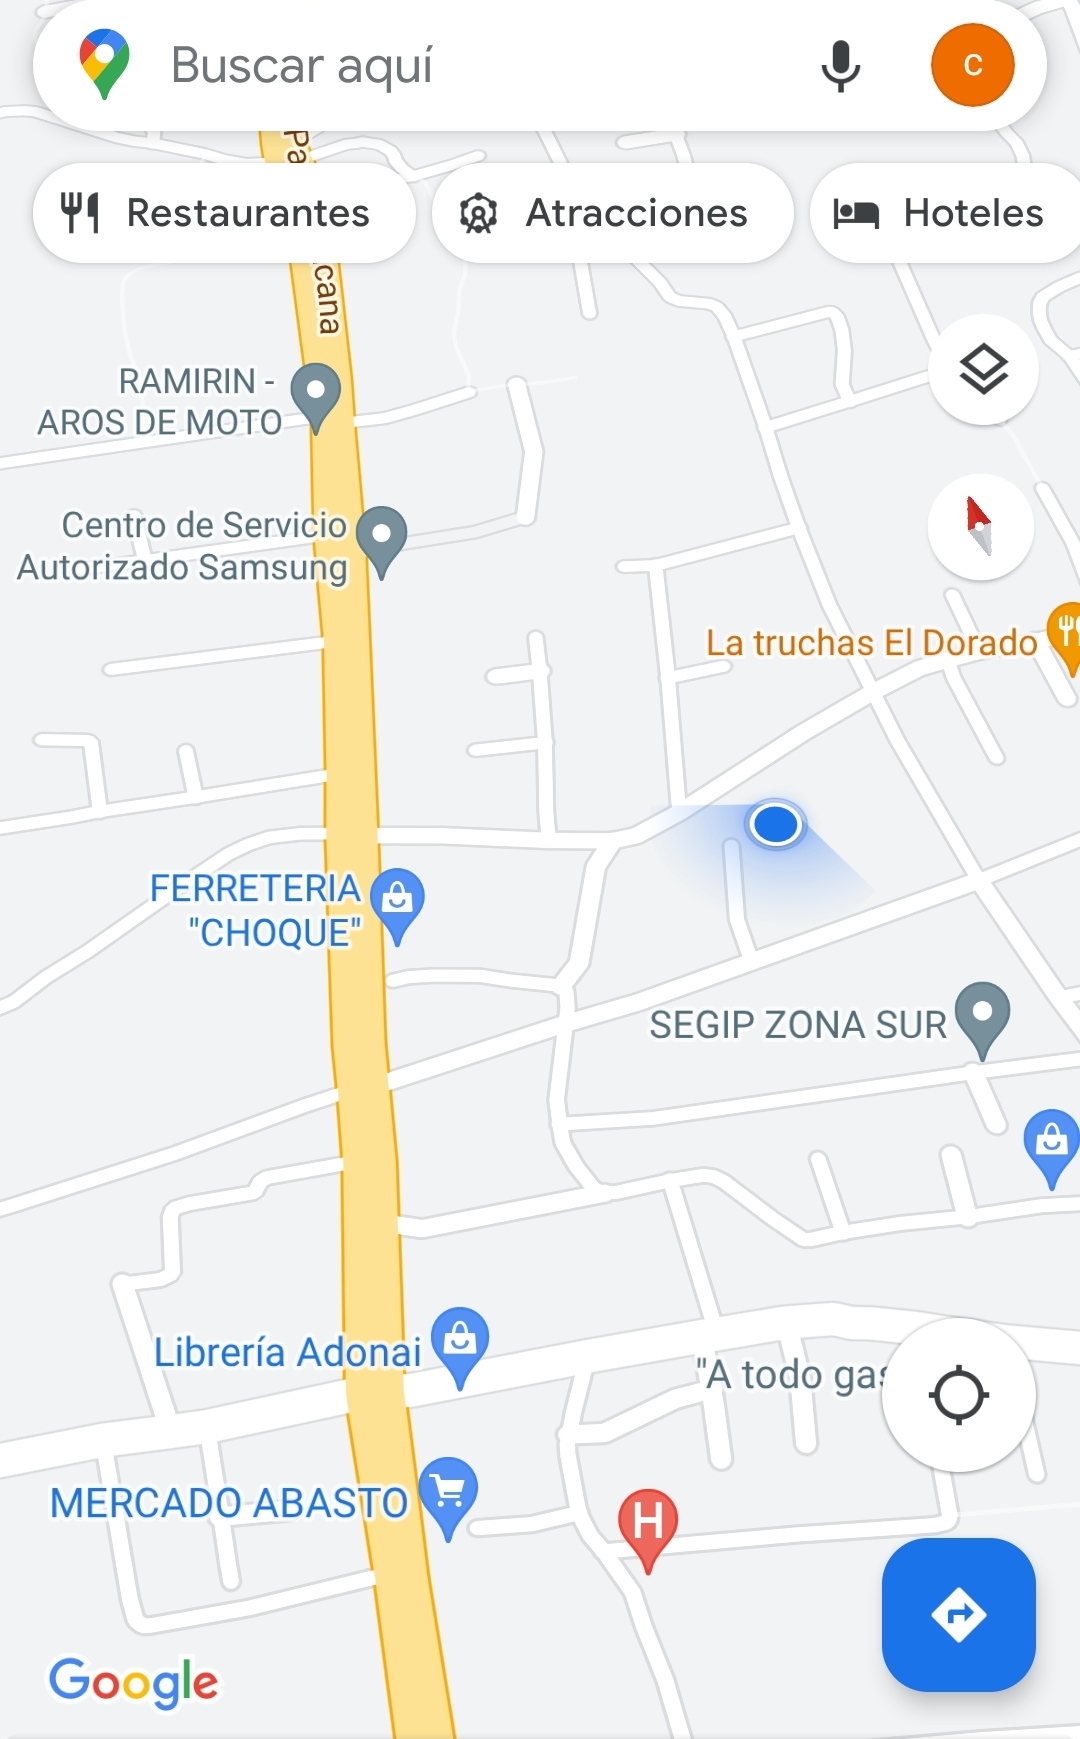 Buscar aquí
C
Pa
Restaurantes
Atracciones
Hoteles
cana
RAMIRIN -
AROS DE MOTO
Centro de Servicio
Autorizado Samsung
La truchas El Dorado
FERRETERIA
"CHOQUE"
SEGIP ZONA SUR
Librería Adonai
"A todo gas
MERCADO ABASTO
H
Google